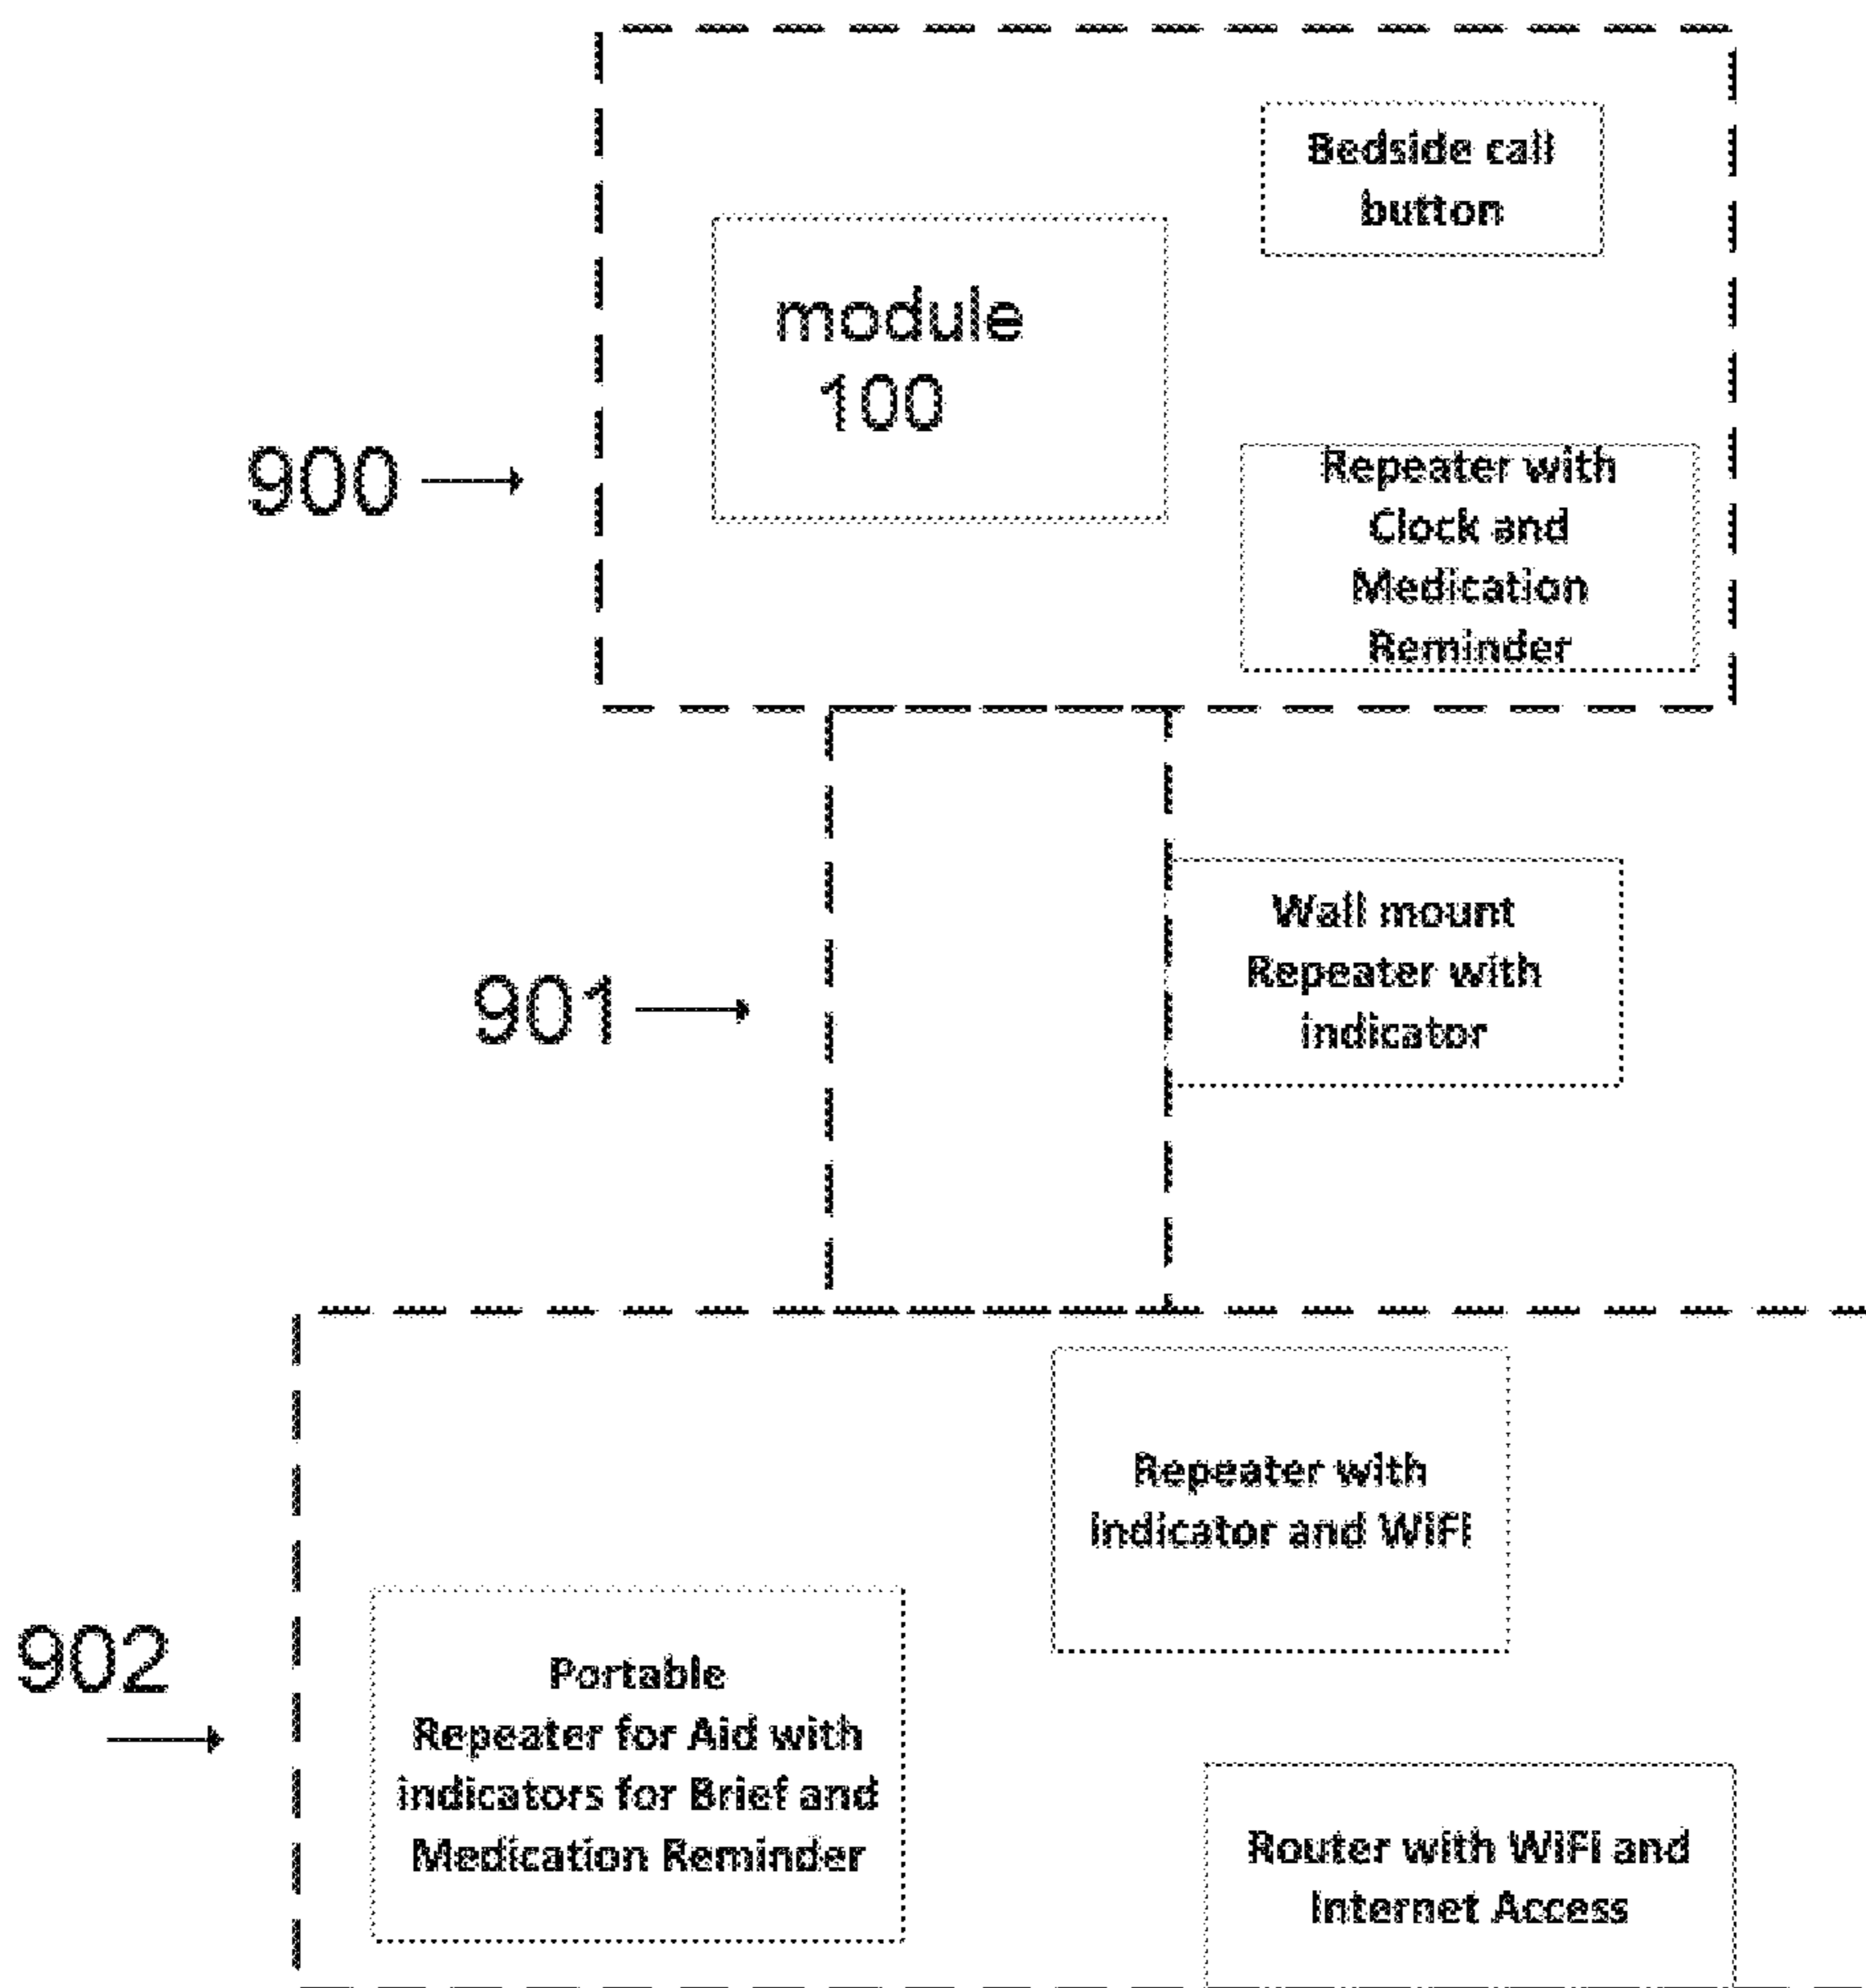 Bedside call
button
module
100
900
Repeater with
Clock and
Medication
Reminder
Wall mount
Repeater with
indicator
901
Repeater with
Indicator and WiFi
902
Portable
Repeater for Aid with
indicators for Brief and
Medication Reminder
Router with WiFi and
Internet Access